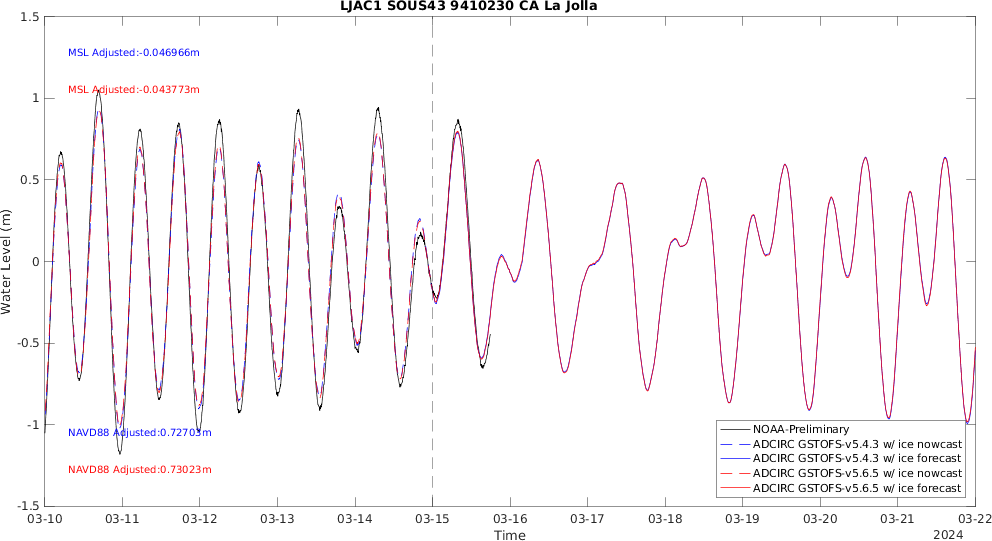 LJAC1 SOUS43 9410230 CA La Jolla
1.5
1
0.5
0
-0.5
-1
-1.5
Water Level (m)
MSL Adjusted:-0.046966m
MSL Adjusted:-0.043773m
NAVD88 Adjusted:0.72703m
NAVD88 Adjusted:0.73023m
NOAA-Preliminary
ADCIRC GSTOFS-v5.4.3 w/ ice nowcast
ADCIRC GSTOFS-v5.4.3 w/ ice forecast
ADCIRC GSTOFS-v5.6.5 w/ ice nowcast
ADCIRC GSTOFS-v5.6.5 w/ ice forecast
03-10 03-11 03-12 03-13 03-14 03-15 03-16 03-17 03-18 03-19 03-20 03-21 03-22
Time
2024